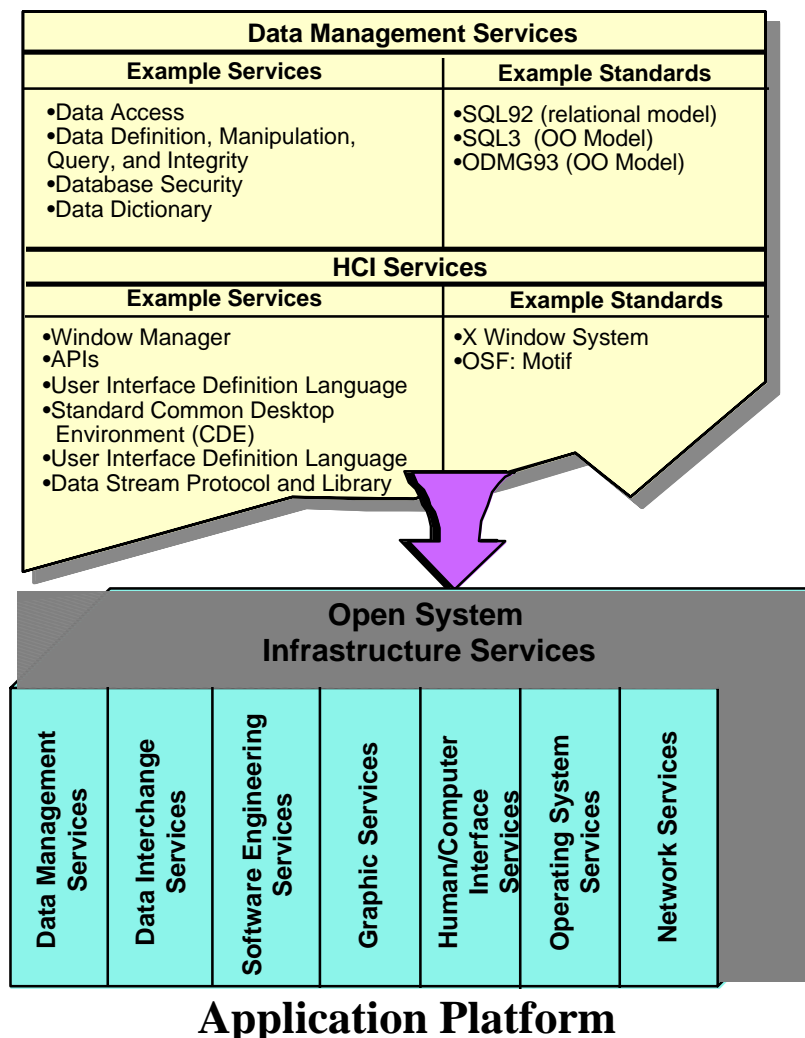 Data Management Services
Example Services
Example Standards
•Data Access
•Data Definition, Manipulation,
Query, and Integrity
•Database Security
•Data Dictionary
•SQL92 (relational model)
•SQL3 (OO Model)
•ODMG93 (OO Model)
HCI Services
Example Services
Example Standards
•Window Manager
•APIs
•User Interface Definition Language
•Standard Common Desktop
Environment (CDE)
•User Interface Definition Language
•Data Stream Protocol and Library
•X Window System
•OSF: Motif
Open System
Infrastructure Services
Data Management
Services
Data Interchange
Services
Software Engineering
Services
Graphic Services
Human/Computer
Interface
Services
Operating System
Services
Network Services
Application Platform